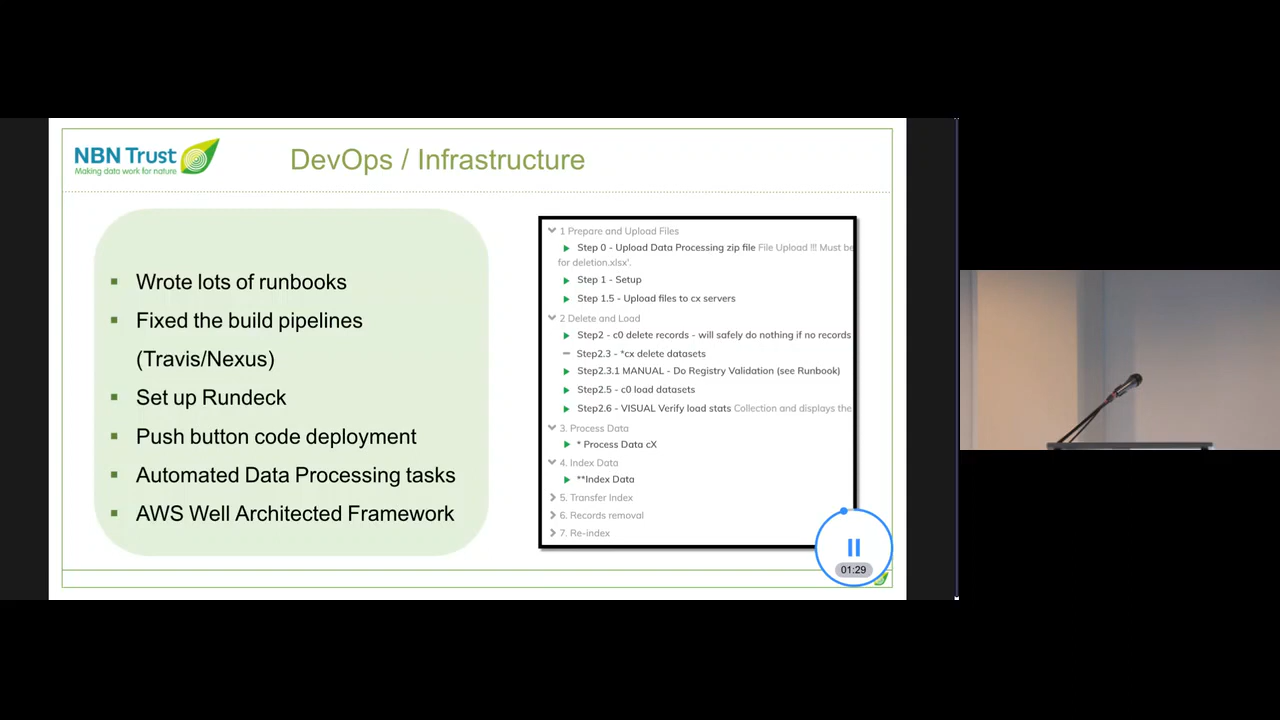 NBN Trust
Making data work for nature
DevOps / Infrastructure
Wrote lots of runbooks
Fixed the build pipelines
(Travis/Nexus)
Set up Rundeck
Push button code deployment
Automated Data Processing tasks
AWS Well Architected Framework
1 Prepare and Upload Files
Step 0 - Upload Data Processing zip file File Upload !!! Must be
for deletion.xlsx'.
Step 1 - Setup
Step 1.5 - Upload files to cx servers
2 Delete and Load
Step2 - c0 delete records - will safely do nothing if no records
Step2.3 - *cx delete datasets
Step2.3.1 MANUAL - Do Registry Validation (see Runbook)
Step2.5 - c0 load datasets
Step2.6 - VISUAL Verify load stats Collection and displays the
3. Process Data
* Process Data cX
4. Index Data
**Index Data
5. Transfer Index
6. Records removal
7. Re-index
01:29